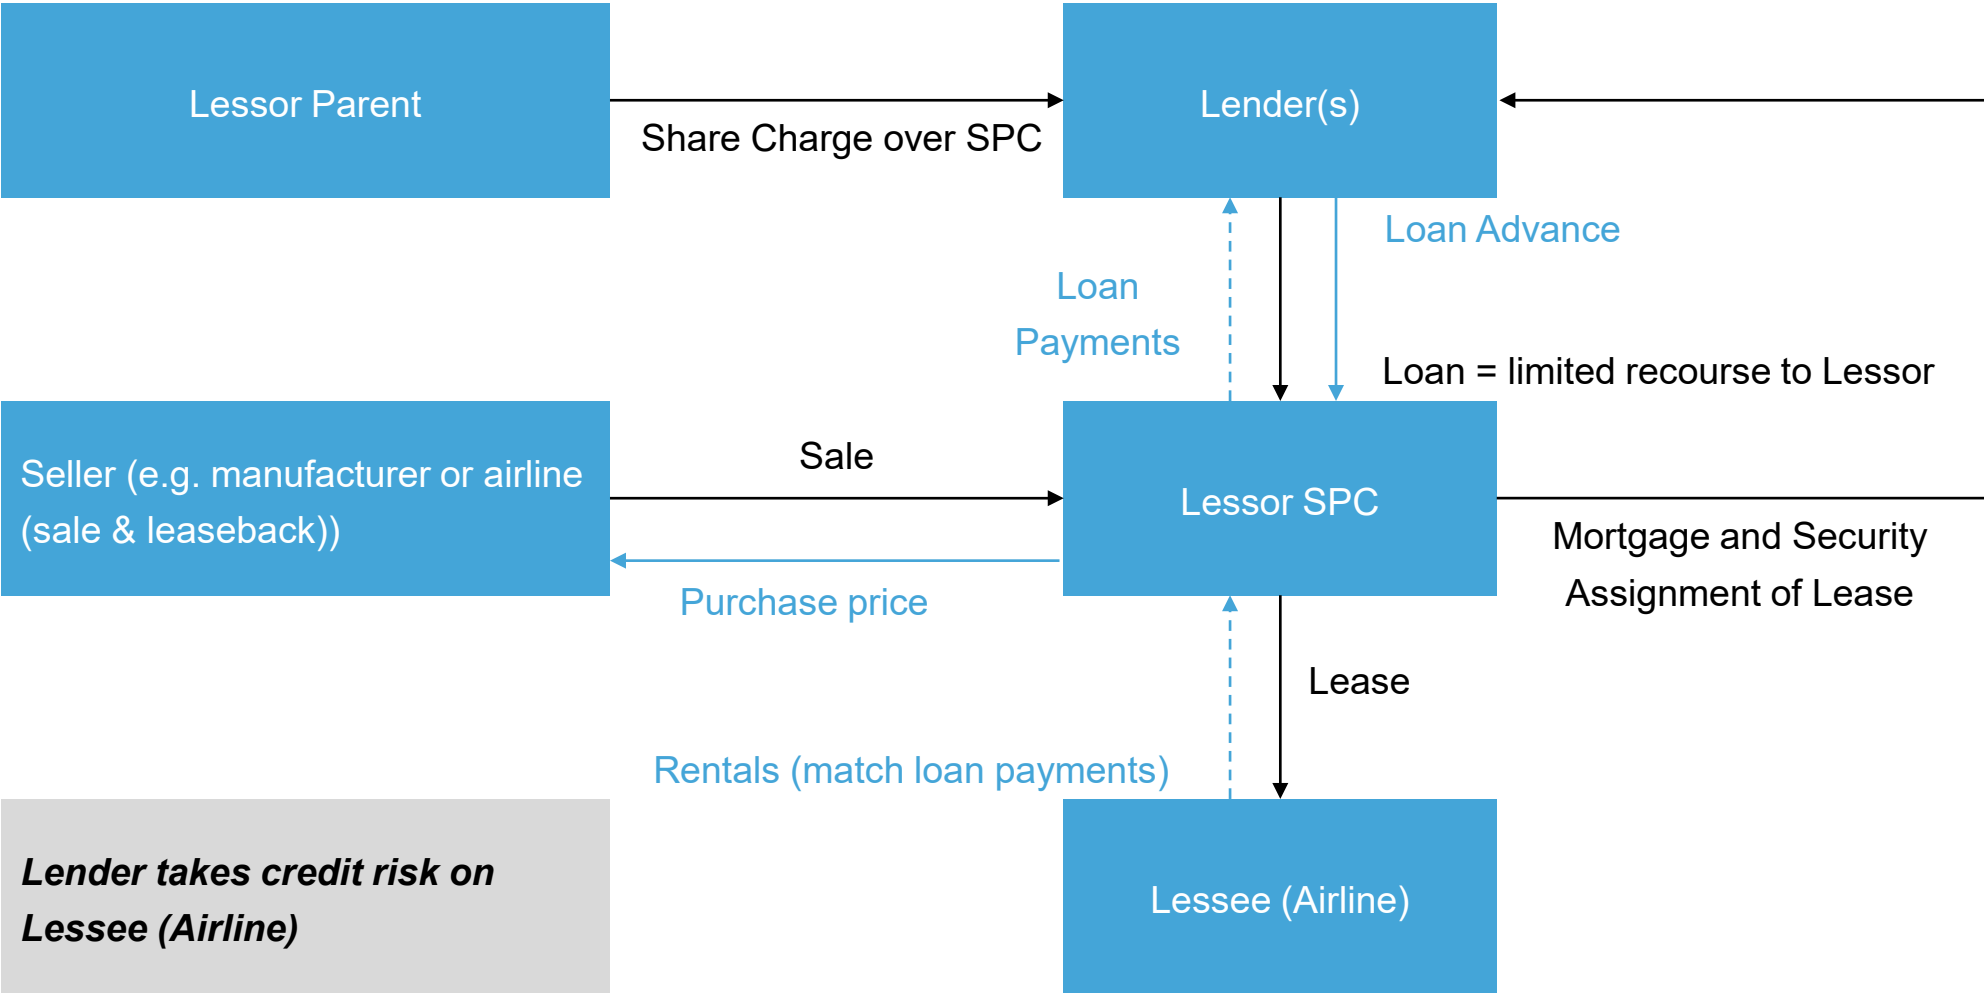 Lessor Parent
Share Charge over SPC
Lender(s)
Loan Advance
Loan
Payments
Loan = limited recourse to Lessor
Seller (e.g. manufacturer or airline
(sale & leaseback))
Sale
Purchase price
Lessor SPC
Mortgage and Security
Assignment of Lease
Lease
Rentals (match loan payments)
Lender takes credit risk on
Lessee (Airline)
Lessee (Airline)